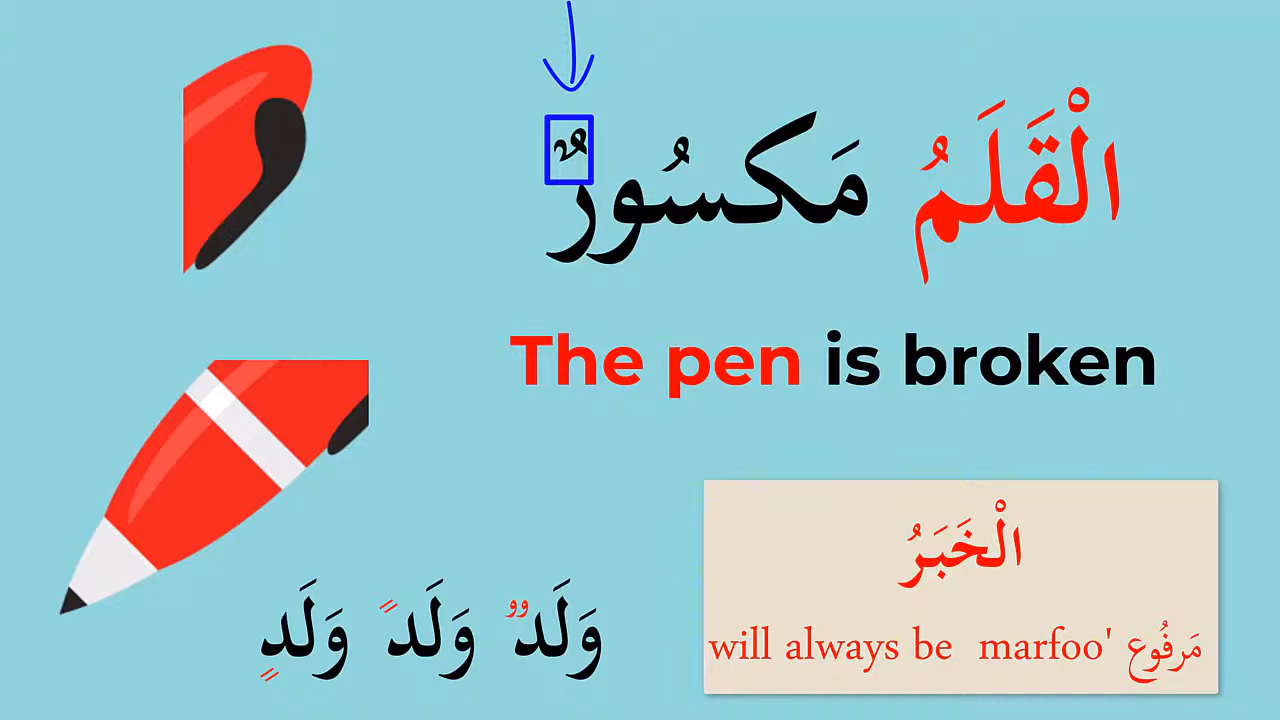 الْقَلَمُ مَكسُورٌ
The pen is broken
الْخَبَرُ
will always be marfoo' مَرفُوع
وَلَدٌ وَلَدً وَلَدٍ